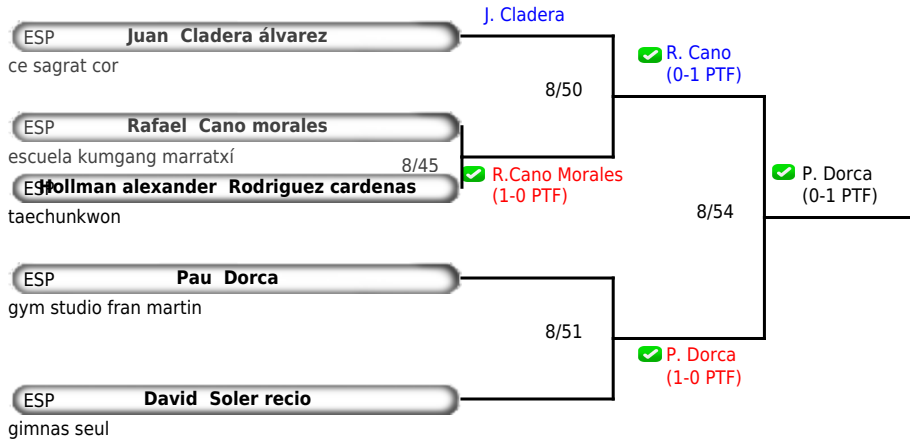 J. Cladera
ESP Juan Cladera álvarez
ce sagrat cor
8/50
R. Cano
(0-1 PTF)
ESP Rafael Cano morales
escuela kumgang marratxí
8/45
R.Cano Morales
(1-0 PTF)
ESP Hollman alexander Rodriguez cardenas
taechunkwon
P. Dorca
(0-1 PTF)
8/54
ESP Pau Dorca
gym studio fran martin
8/51
P. Dorca
(1-0 PTF)
ESP David Soler recio
gimnas seul